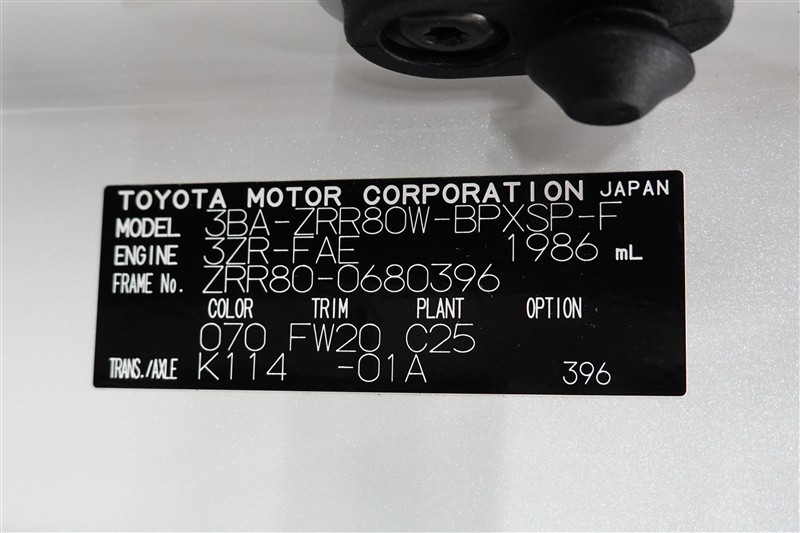 TOYOTA MOTOR CORPORATION JAPAN
MODEL 3BA-ZRR80W-BPXSP-F
ENGINE 3ZR-FAE 1986 mL
FRAME No. ZRR80-0680396
COLOR TRIM PLANT OPTION
070 FW20 C25
TRANS./AXLE K114 -01A 396